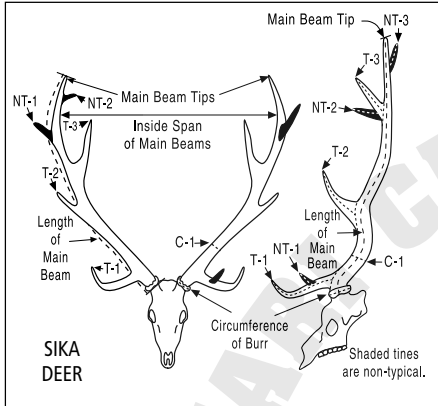 Main Beam Tip
NT-3
T-3
NT-1
NT-2
Main Beam Tips
T-3
Inside Span
of Main Beams
NT-2
T-2
T-2
Length
of
Main
Beam
C-1
Length
of
Main
Beam
T-1
NT-1
T-1
C-1
Circumference
of Burr
SIKA
DEER
Shaded tines
are non-typical.